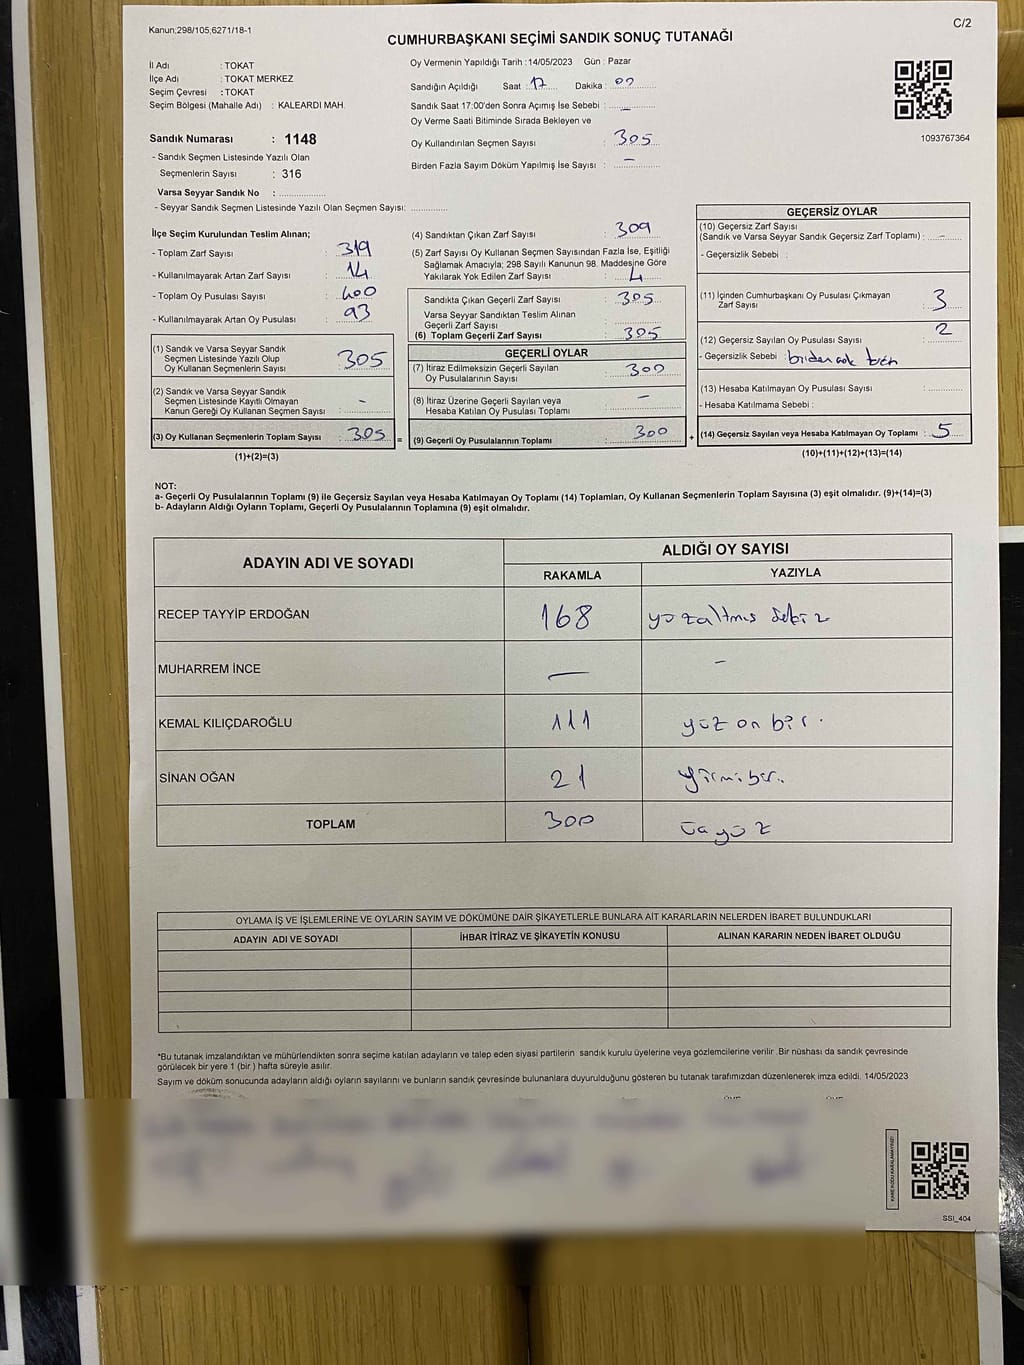 Kanun;298/105;6271/18-1
C/2
CUMHURBAŞKANI SEÇİMİ SANDIK SONUÇ TUTANAĞI
İl Adı : TOKAT
İlçe Adı : TOKAT MERKEZ
Seçim Çevresi : TOKAT
Seçim Bölgesi (Mahalle Adı) : KALEARDI MAH.
Sandık Numarası : 1148
- Sandık Seçmen Listesinde Yazılı Olan
Seçmenlerin Sayısı : 316
Varsa Seyyar Sandık No :
- Seyyar Sandık Seçmen Listesinde Yazılı Olan Seçmen Sayısı:
Oy Vermenin Yapıldığı Tarih : 14/05/2023 Gün : Pazar
Sandığın Açıldığı Saat 17 Dakika : 00
Sandık Saat 17:00'den Sonra Açımış İse Sebebi : –
Oy Verme Saati Bitiminde Sırada Bekleyen ve
Oy Kullandırılan Seçmen Sayısı : 305
Birden Fazla Sayım Döküm Yapılmış İse Sayısı : –
1093767364
İlçe Seçim Kurulundan Teslim Alınan;
- Toplam Zarf Sayısı : 319
- Kullanılmayarak Artan Zarf Sayısı : 14
- Toplam Oy Pusulası Sayısı : 400
- Kullanılmayarak Artan Oy Pusulası : 93
(1) Sandık ve Varsa Seyyar Sandık
Seçmen Listesinde Yazılı Olup
Oy Kullanan Seçmenlerin Sayısı : 305
(2) Sandık ve Varsa Seyyar Sandık
Seçmen Listesinde Kayıtlı Olmayan
Kanun Gereği Oy Kullanan Seçmen Sayısı : -
(3) Oy Kullanan Seçmenlerin Toplam Sayısı : 305 =
(1)+(2)=(3)
(4) Sandıktan Çıkan Zarf Sayısı : 309
(5) Zarf Sayısı Oy Kullanan Seçmen Sayısından Fazla İse, Eşitliği
Sağlamak Amacıyla; 298 Sayılı Kanunun 98. Maddesine Göre
Yakılarak Yok Edilen Zarf Sayısı : 4
Sandıkta Çıkan Geçerli Zarf Sayısı : 305
Varsa Seyyar Sandıktan Teslim Alınan
Geçerli Zarf Sayısı :
(6) Toplam Geçerli Zarf Sayısı : 305
GEÇERLİ OYLAR
(7) İtiraz Edilmeksizin Geçerli Sayılan
Oy Pusulalarının Sayısı : 300
(8) İtiraz Üzerine Geçerli Sayılan veya
Hesaba Katılan Oy Pusulası Toplamı : –
(9) Geçerli Oy Pusulalarının Toplamı : 300 +
GEÇERSİZ OYLAR
(10) Geçersiz Zarf Sayısı
(Sandık ve Varsa Seyyar Sandık Geçersiz Zarf Toplamı) : -
- Geçersizlik Sebebi :
(11) İçinden Cumhurbaşkanı Oy Pusulası Çıkmayan
Zarf Sayısı : 3
(12) Geçersiz Sayılan Oy Pusulası Sayısı : 2
- Geçersizlik Sebebi :
(13) Hesaba Katılmayan Oy Pusulası Sayısı :
- Hesaba Katılmama Sebebi :
(14) Geçersiz Sayılan veya Hesaba Katılmayan Oy Toplamı : 5
(10)+(11)+(12)+(13)=(14)
NOT:
a- Geçerli Oy Pusulalarının Toplamı (9) ile Geçersiz Sayılan veya Hesaba Katılmayan Oy Toplamı (14) Toplamları, Oy Kullanan Seçmenlerin Toplam Sayısına (3) eşit olmalıdır. (9)+(14)=(3)
b- Adayların Aldığı Oyların Toplamı, Geçerli Oy Pusulalarının Toplamına (9) eşit olmalıdır.
ADAYIN ADI VE SOYADI
ALDIĞI OY SAYISI
RAKAMLA YAZIYLA
RECEP TAYYİP ERDOĞAN 168 yüzaltmış sekiz
MUHARREM İNCE — –
KEMAL KILIÇDAROĞLU 111 yüz on bir.
SİNAN OĞAN 21 yirmi bir.
TOPLAM 300 üçyüz
OYLAMA İŞ VE İŞLEMLERİNE VE OYLARIN SAYIM VE DÖKÜMÜNE DAİR ŞİKAYETLERLE BUNLARA AİT KARARLARIN NELERDEN İBARET BULUNDUKLARI
ADAYIN ADI VE SOYADI İHBAR İTİRAZ VE ŞİKAYETİN KONUSU ALINAN KARARIN NEDEN İBARET OLDUĞU
*Bu tutanak imzalandıktan ve mühürlendikten sonra seçime katılan adayların ve talep eden siyasi partilerin sandık kurulu üyelerine veya gözlemcilerine verilir .Bir nüshası da sandık çevresinde
görülecek bir yere 1 (bir ) hafta süreyle asılır.
Sayım ve döküm sonucunda adayların aldığı oyların sayılarını ve bunların sandık çevresinde bulunanlara duyurulduğunu gösteren bu tutanak tarafımızdan düzenlenerek imza edildi. 14/05/2023
KARE KODU KARALAMAYINIZ!
SSI_404